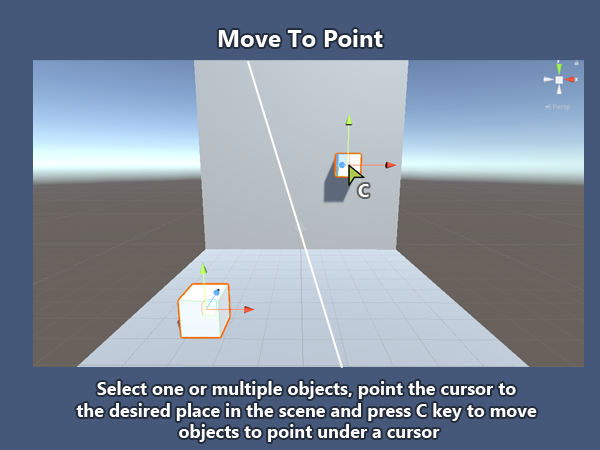 Move To Point
Persp
C
Select one or multiple objects, point the cursor to
the desired place in the scene and press C key to move
objects to point under a cursor